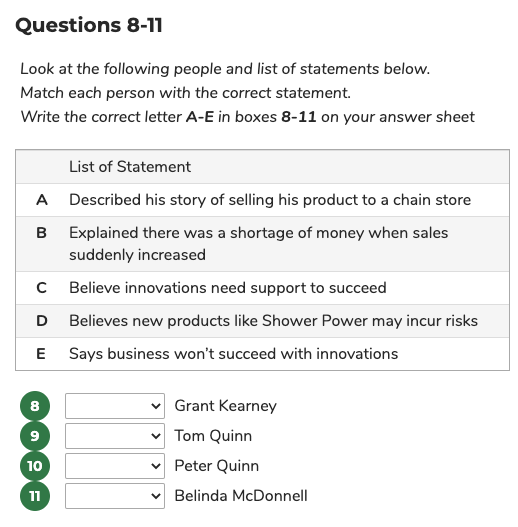 Questions 8-11
Look at the following people and list of statements below.
Match each person with the correct statement.
Write the correct letter A-E in boxes 8-11 on your answer sheet
List of Statement
A Described his story of selling his product to a chain store
B Explained there was a shortage of money when sales
suddenly increased
C Believe innovations need support to succeed
D Believes new products like Shower Power may incur risks
E Says business won't succeed with innovations
8 Grant Kearney
9 Tom Quinn
10 Peter Quinn
11 Belinda McDonnell